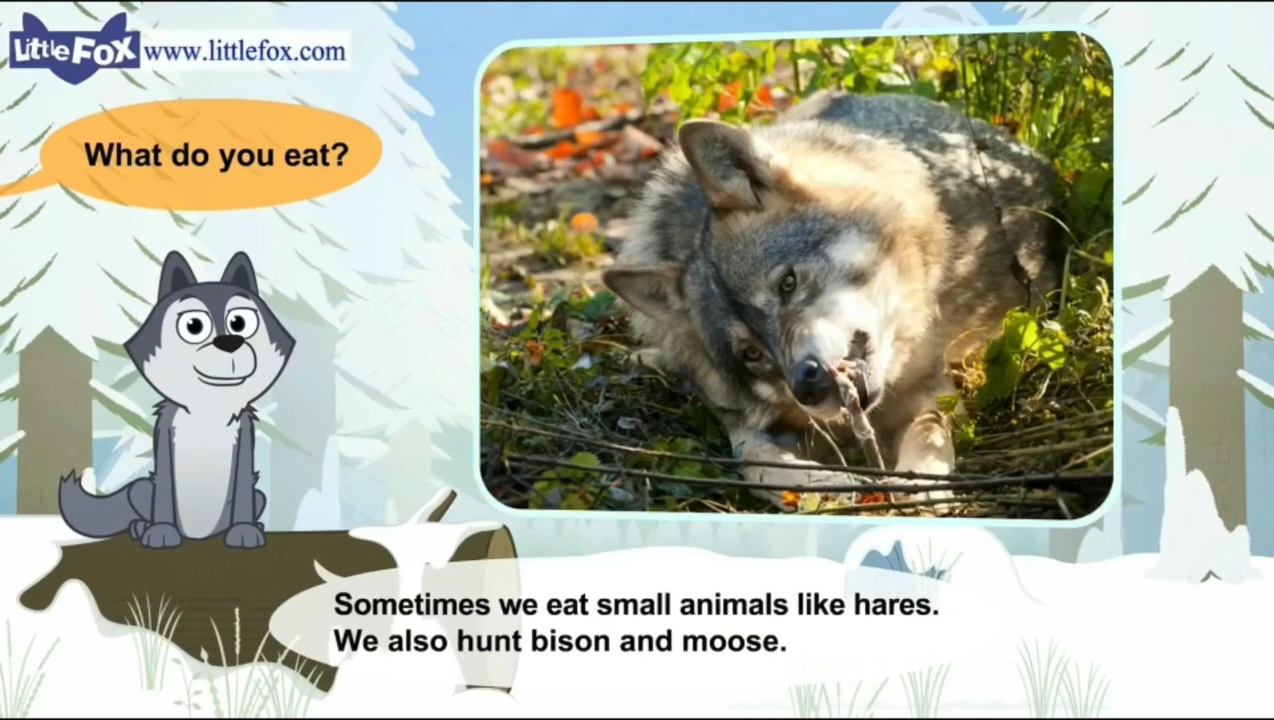 LITTLE FOX www.littlefox.com
What do you eat?
Sometimes we eat small animals like hares.
We also hunt bison and moose.